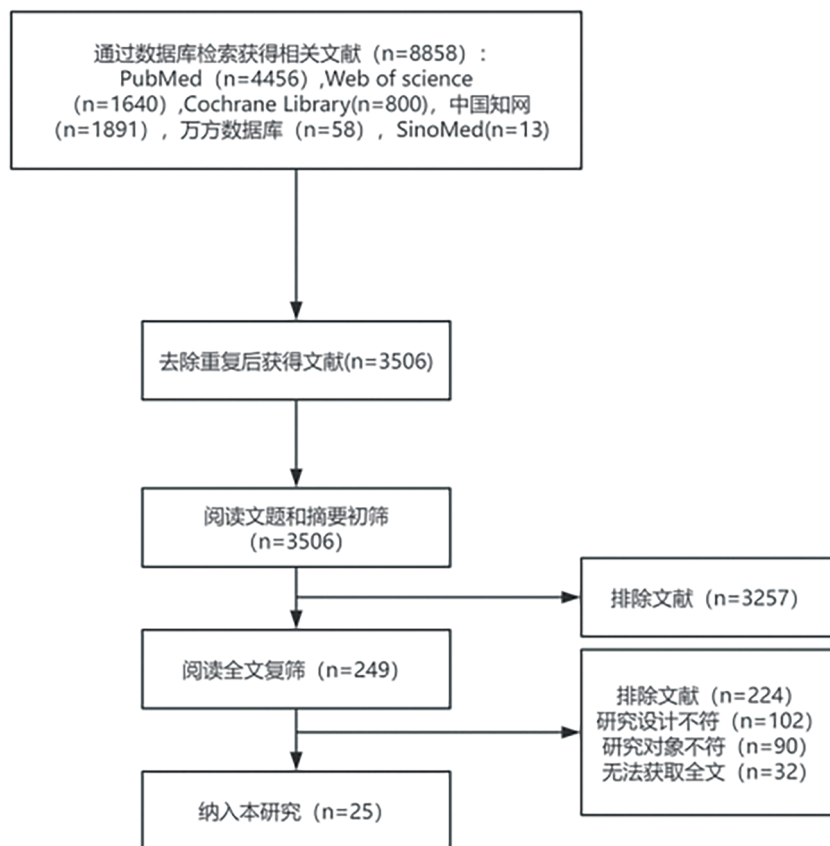 通过数据库检索获得相关文献（n=8858）：
PubMed（n=4456）,Web of science
（n=1640）,Cochrane Library(n=800)，中国知网
（n=1891），万方数据库（n=58），SinoMed(n=13)
去除重复后获得文献(n=3506)
阅读文题和摘要初筛
（n=3506）
排除文献（n=3257）
阅读全文复筛（n=249）
排除文献（n=224）
研究设计不符（n=102）
研究对象不符（n=90）
无法获取全文（n=32）
纳入本研究（n=25）